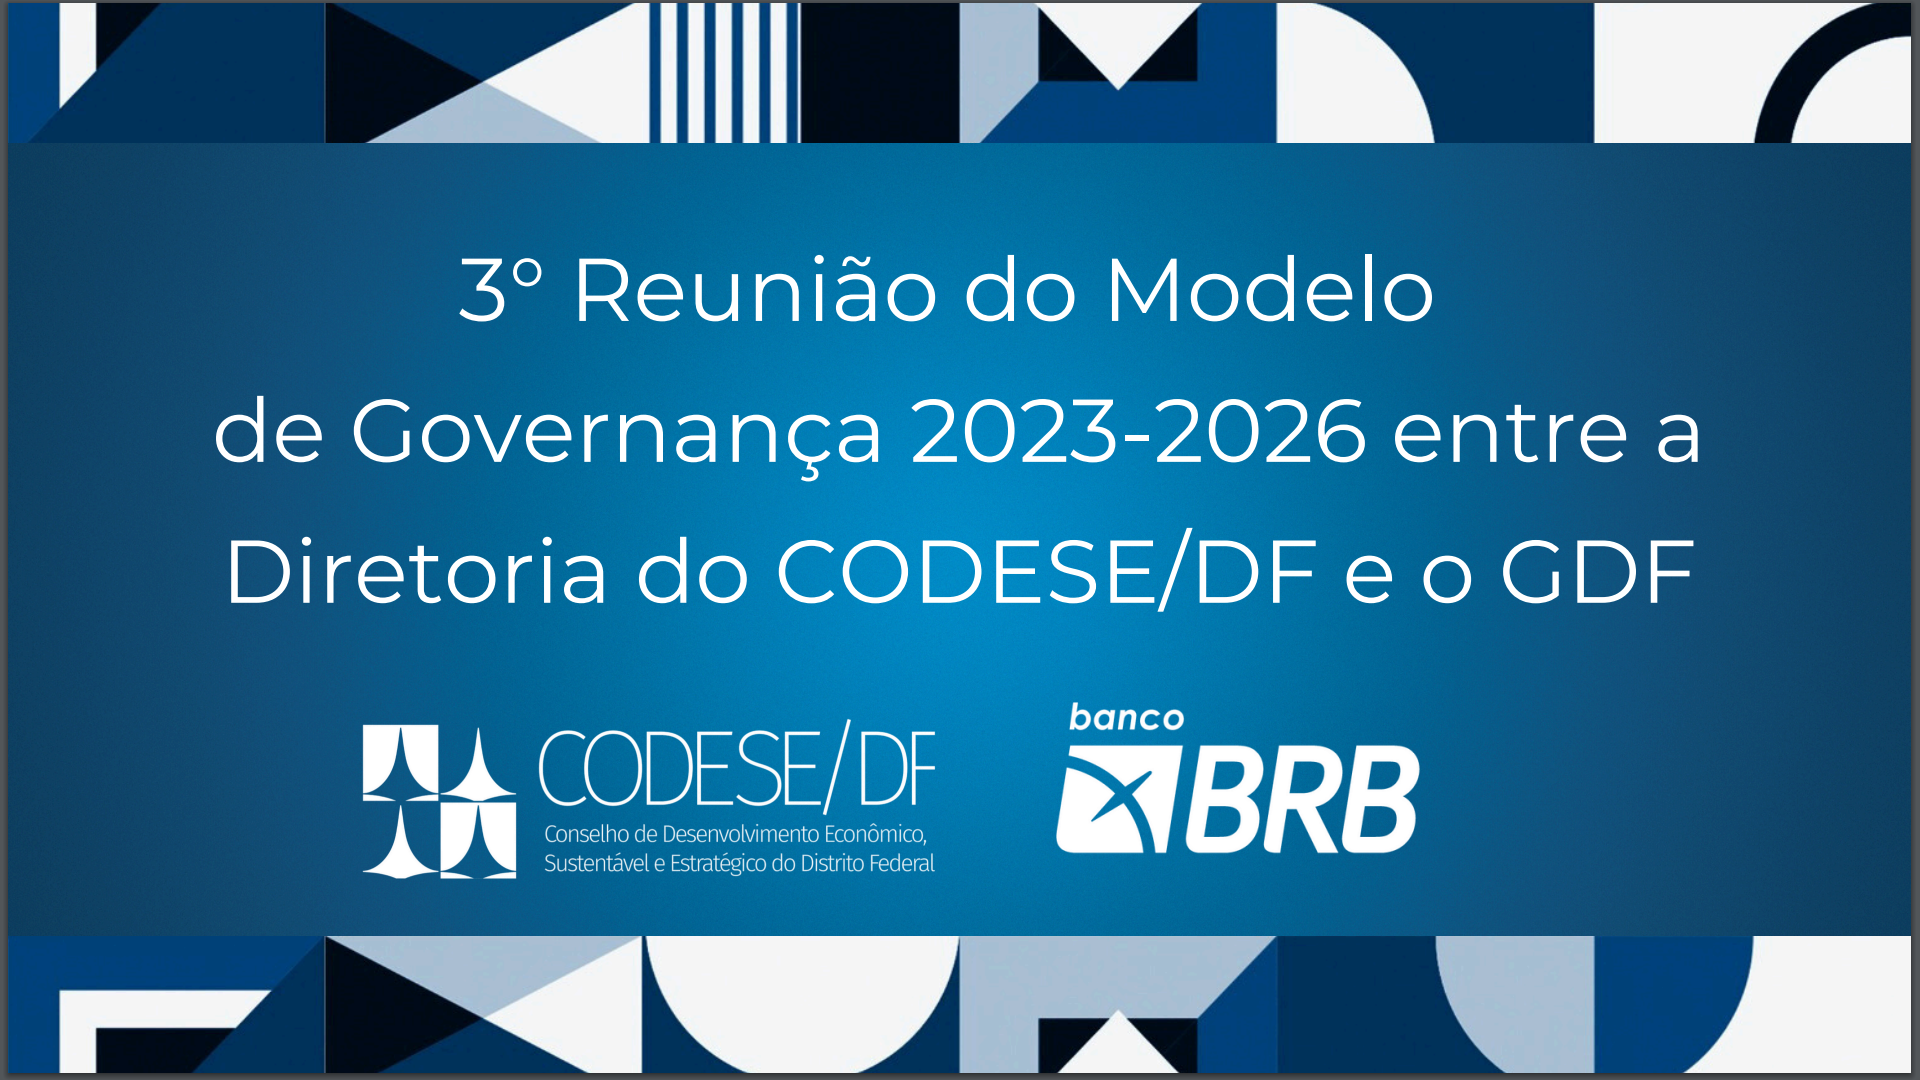 3° Reunião do Modelo
de Governança 2023-2026 entre a
Diretoria do CODESE/DF e o GDF
CODESE/DF
Conselho de Desenvolvimento Econômico,
Sustentável e Estratégico do Distrito Federal
banco
BRB